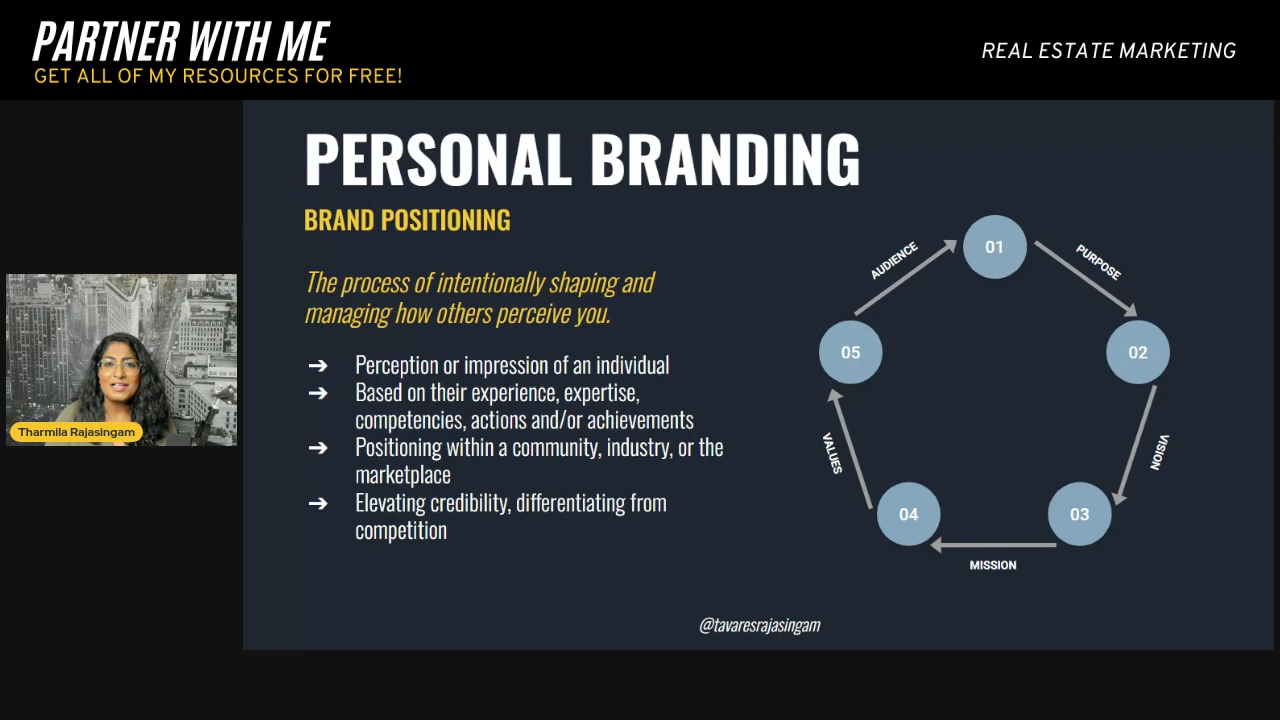 PARTNER WITH ME
GET ALL OF MY RESOURCES FOR FREE!
REAL ESTATE MARKETING
PERSONAL BRANDING
BRAND POSITIONING
The process of intentionally shaping and
managing how others perceive you.
➔ Perception or impression of an individual
➔ Based on their experience, expertise,
competencies, actions and/or achievements
➔ Positioning within a community, industry, or the
marketplace
➔ Elevating credibility, differentiating from
competition
01
PURPOSE
02
VISION
03
MISSION
04
VALUES
05
AUDIENCE
Tharmila Rajasingam
@tavaresrajasingam